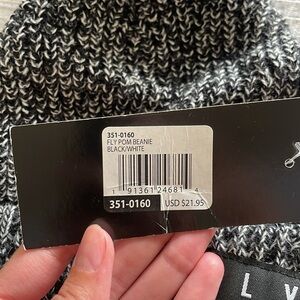 351-0160
FLY POM BEANIE
BLACK/WHITE
1 91361 24681 4
351-0160 USD $21.95
L V